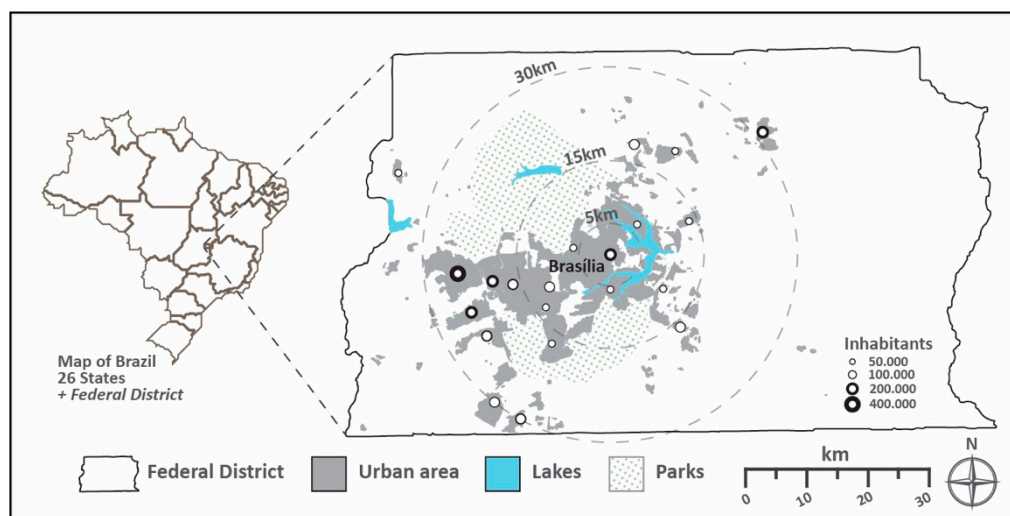 30km
15km
5km
Brasília
Map of Brazil
26 States
+ Federal District
Inhabitants
50.000
100.000
200.000
400.000
Federal District
Urban area
Lakes
Parks
km
0 10 20 30
N